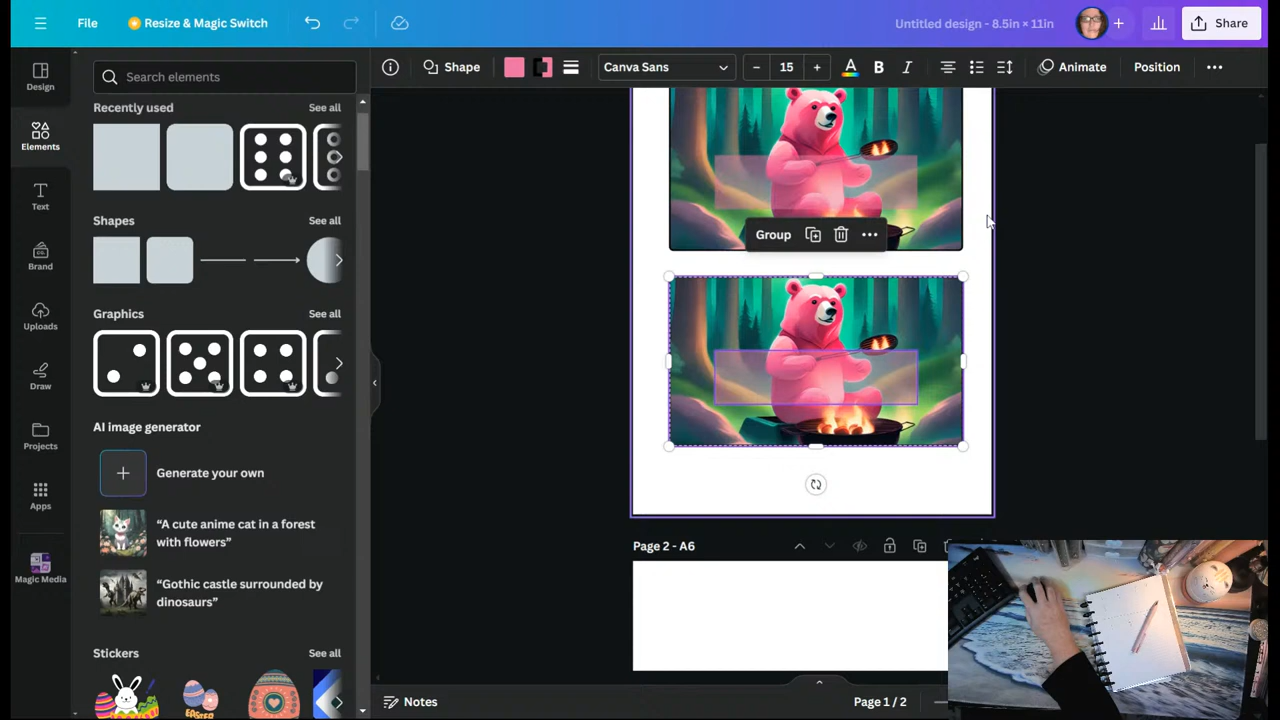 File
Resize & Magic Switch
Untitled design - 8.5in × 11in
Share
Design
Elements
Text
Brand
Uploads
Draw
Projects
Apps
Magic Media
Search elements
Shape
Canva Sans
15
A
B
I
Animate
Position
Recently used
See all
Shapes
See all
Graphics
See all
AI image generator
Generate your own
“A cute anime cat in a forest
with flowers”
“Gothic castle surrounded by
dinosaurs”
Stickers
See all
EASTER
Group
Page 2 - A6
Notes
Page 1 / 2